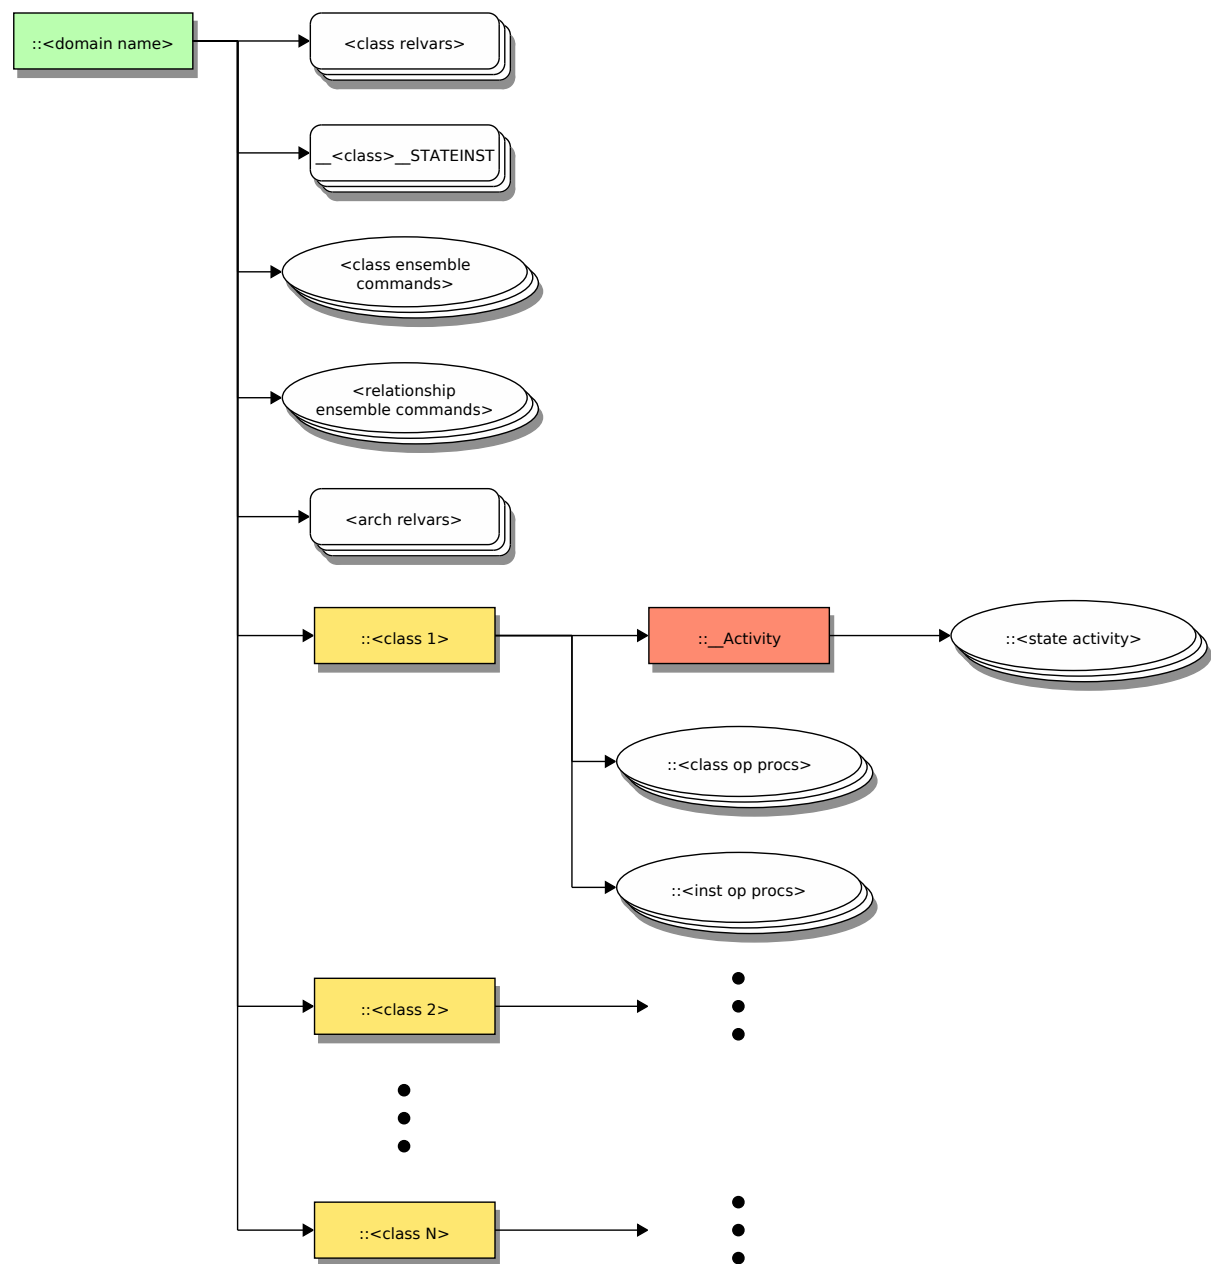 ::<domain name>
<class relvars>
__<class>__STATEINST
<class ensemble
commands>
<relationship
ensemble commands>
<arch relvars>
::<class 1>
::__Activity
::<state activity>
::<class op procs>
::<inst op procs>
::<class 2>
::<class N>